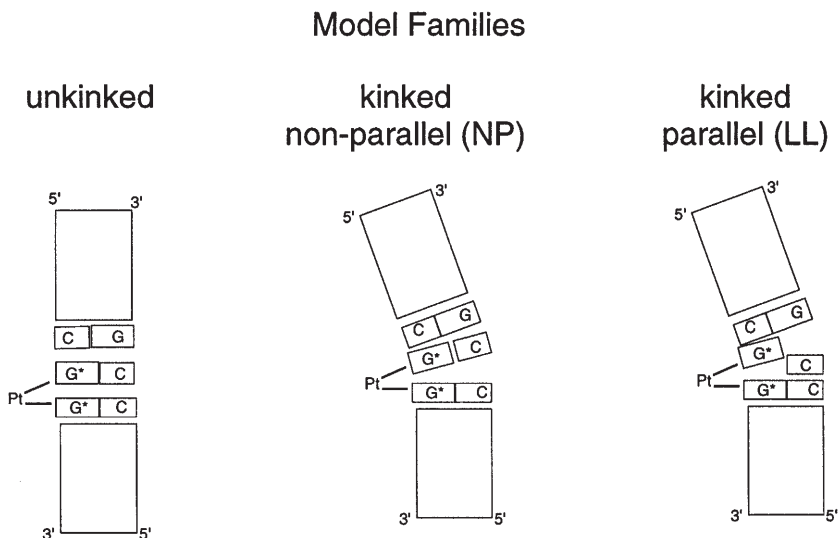 Model Families
unkinked
kinked
non-parallel (NP)
kinked
parallel (LL)
5' 3'
C G
G* C
Pt
G* C
3' 5'
3'
5'
C G
G* C
Pt
G* C
3' 5'
3'
5'
C G
G*
C
Pt
G* C
3' 5'